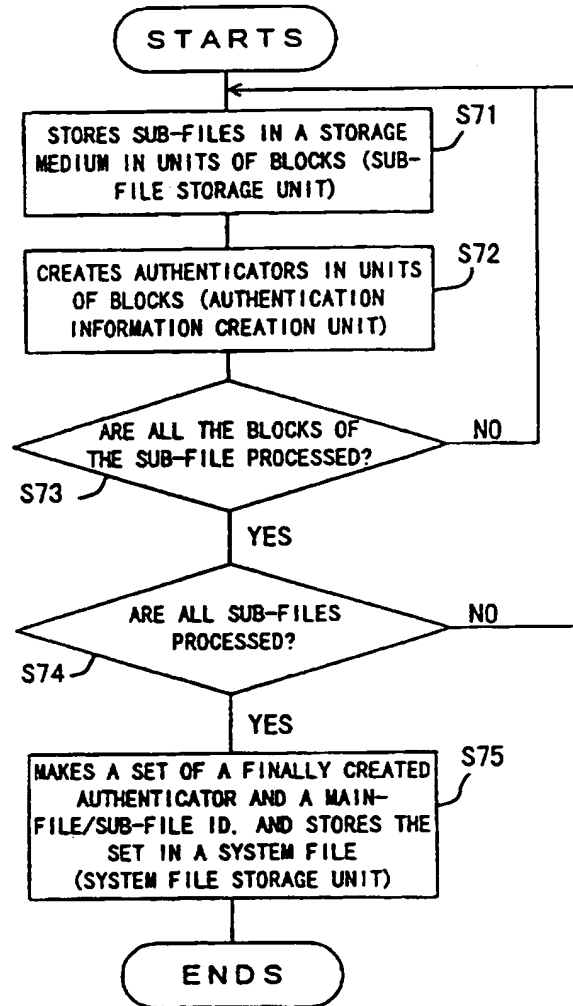 STARTS
S71
STORES SUB-FILES IN A STORAGE
MEDIUM IN UNITS OF BLOCKS (SUB-
FILE STORAGE UNIT)
S72
CREATES AUTHENTICATORS IN UNITS
OF BLOCKS (AUTHENTICATION
INFORMATION CREATION UNIT)
ARE ALL THE BLOCKS OF
THE SUB-FILE PROCESSED?
NO
S73
YES
ARE ALL SUB-FILES
PROCESSED?
NO
S74
YES
S75
MAKES A SET OF A FINALLY CREATED
AUTHENTICATOR AND A MAIN-
FILE/SUB-FILE ID. AND STORES THE
SET IN A SYSTEM FILE
(SYSTEM FILE STORAGE UNIT)
ENDS